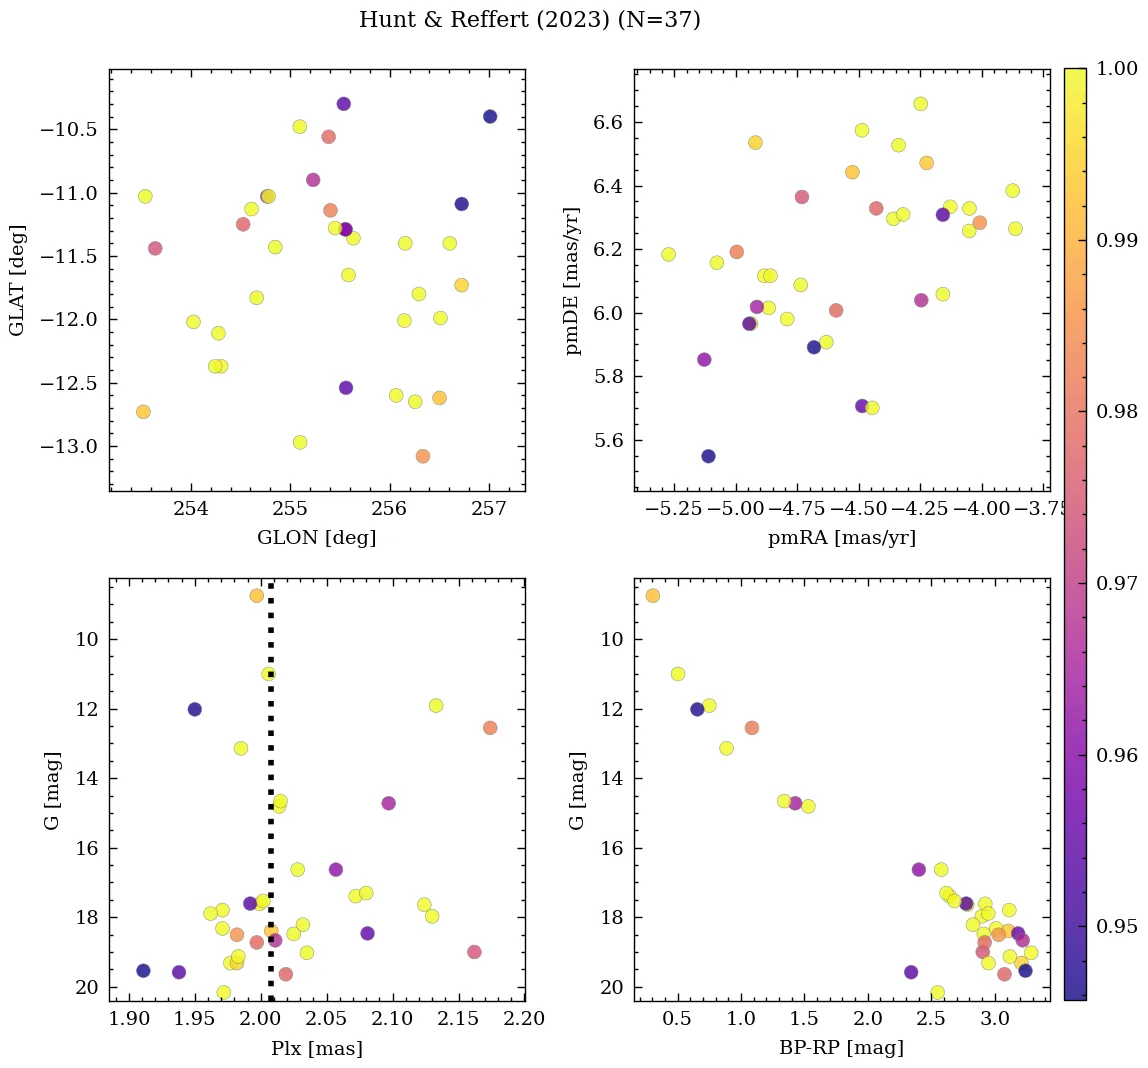 Hunt & Reffert (2023) (N=37)
GLAT [deg]
−10.5
−11.0
−11.5
−12.0
−12.5
−13.0
254 255 256 257
GLON [deg]
pmDE [mas/yr]
6.6
6.4
6.2
6.0
5.8
5.6
−5.25 −5.00 −4.75 −4.50 −4.25 −4.00 −3.75
pmRA [mas/yr]
1.00
0.99
0.98
0.97
0.96
0.95
G [mag]
10
12
14
16
18
20
1.90 1.95 2.00 2.05 2.10 2.15 2.20
Plx [mas]
G [mag]
10
12
14
16
18
20
0.5 1.0 1.5 2.0 2.5 3.0
BP-RP [mag]